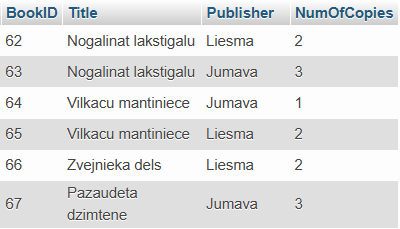 BookID Title Publisher NumOfCopies
62 Nogalinat lakstigalu Liesma 2
63 Nogalinat lakstigalu Jumava 3
64 Vilkacu mantiniece Jumava 1
65 Vilkacu mantiniece Liesma 2
66 Zvejnieka dels Liesma 2
67 Pazaudeta dzimtene Jumava 3